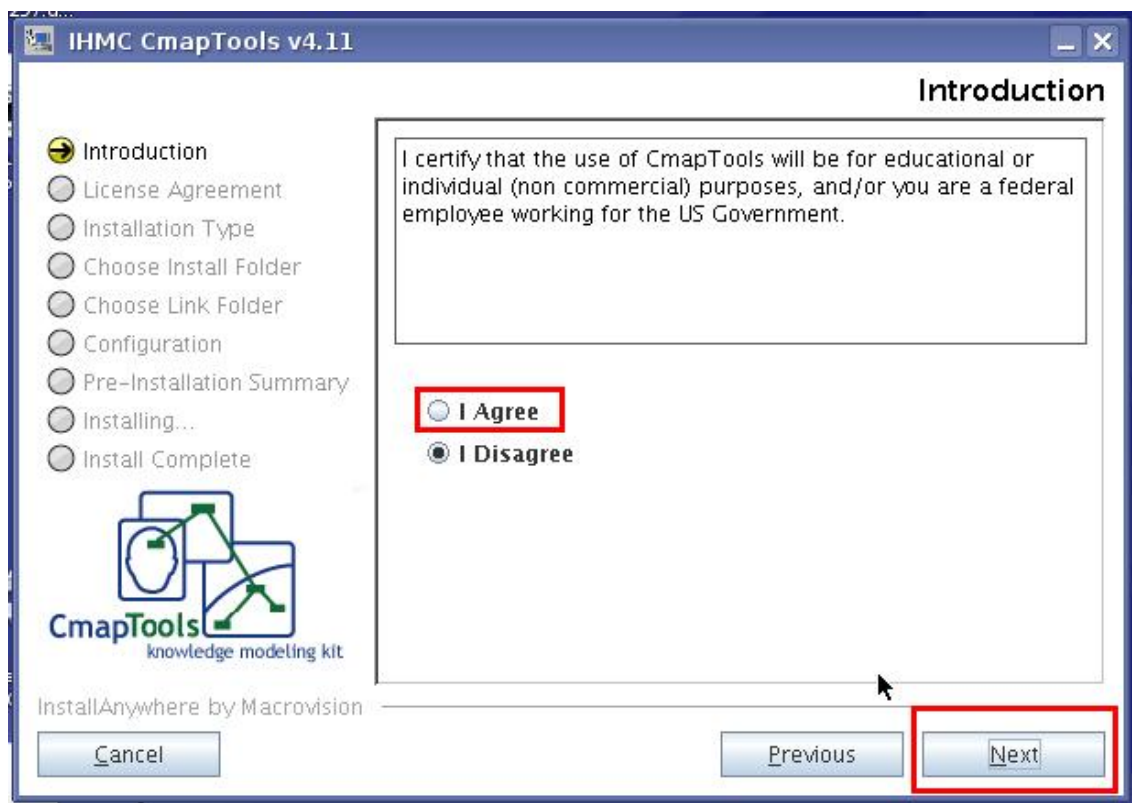 IHMC CmapTools v4.11
Introduction
Introduction
License Agreement
Installation Type
Choose Install Folder
Choose Link Folder
Configuration
Pre-Installation Summary
Installing...
Install Complete
I certify that the use of CmapTools will be for educational or
individual (non commercial) purposes, and/or you are a federal
employee working for the US Government.
I Agree
I Disagree
CmapTools
knowledge modeling kit
InstallAnywhere by Macrovision
Cancel
Previous
Next